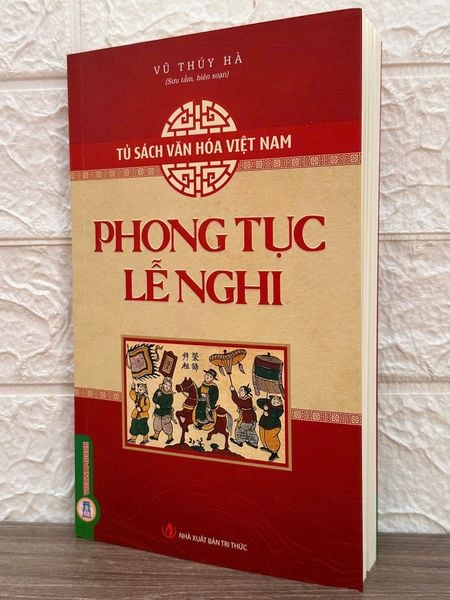 VŨ THÚY HÀ
(Sưu tầm, biên soạn)
TỦ SÁCH VĂN HÓA VIỆT NAM
PHONG TỤC
LỄ NGHI
NHÀ XUẤT BẢN TRI THỨC